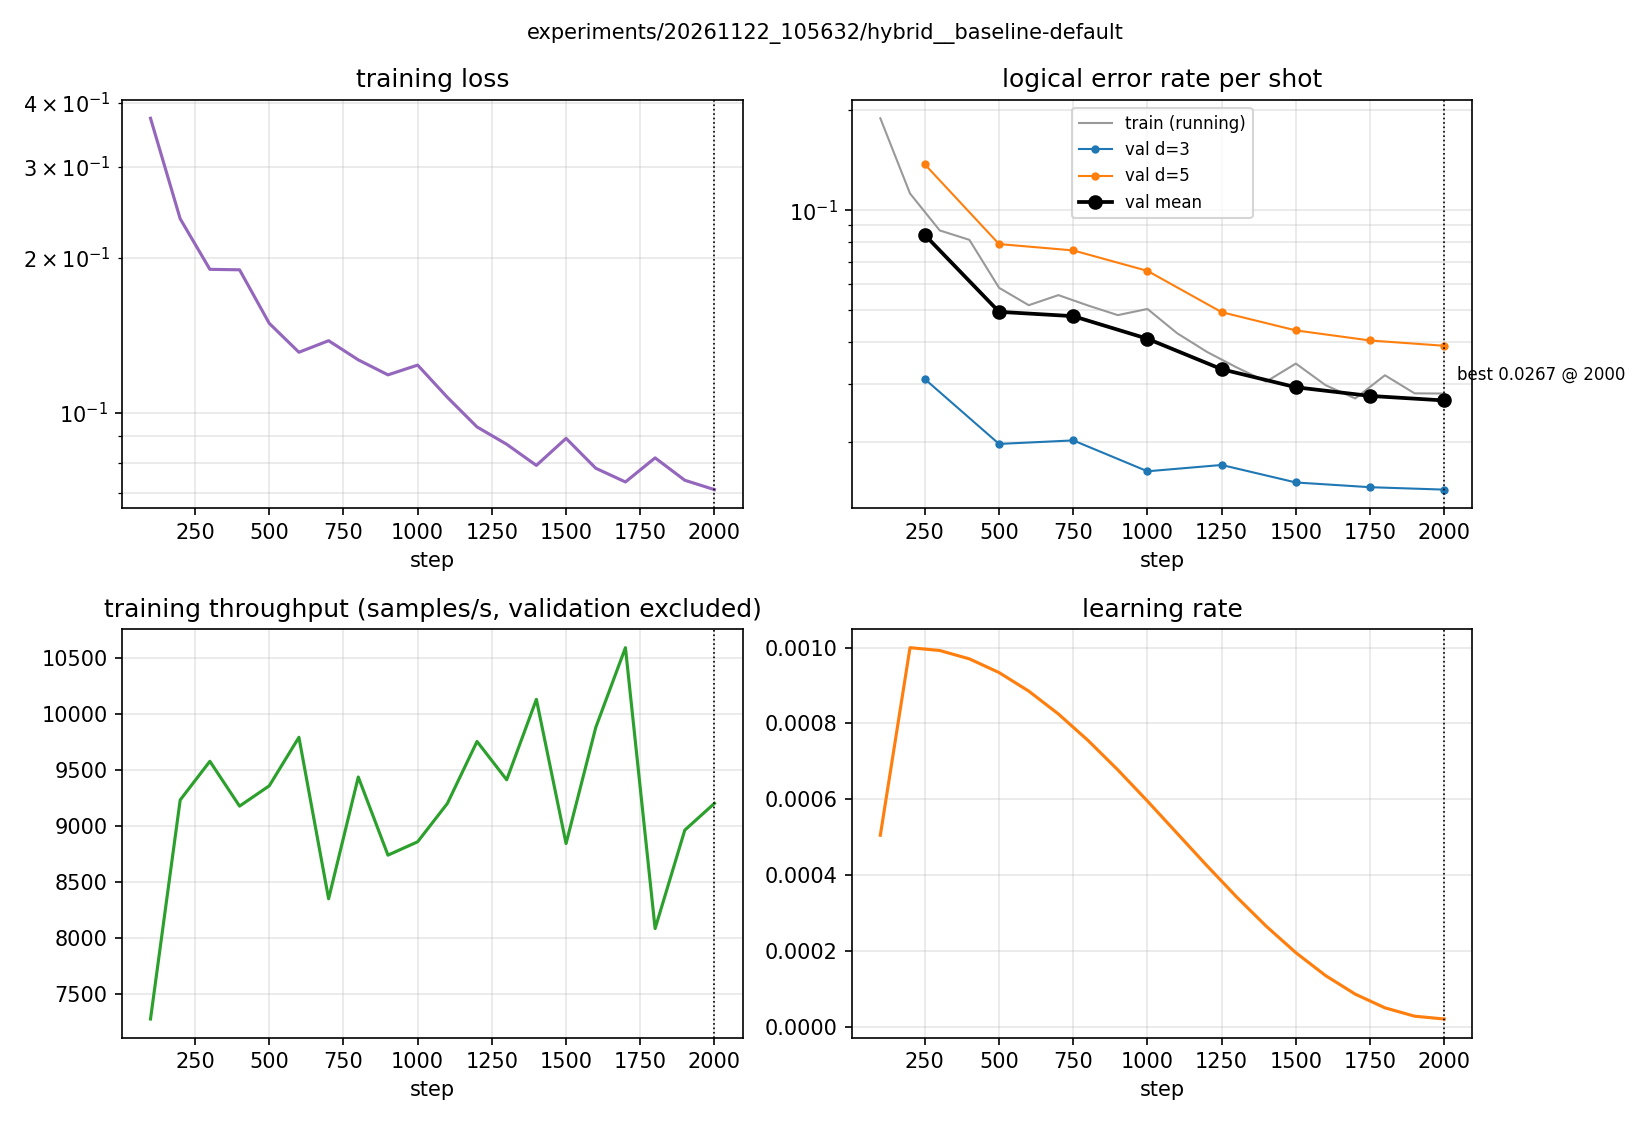 experiments/20261122_105632/hybrid__baseline-default
training loss
4 × 10⁻¹
3 × 10⁻¹
2 × 10⁻¹
10⁻¹
250 500 750 1000 1250 1500 1750 2000
step
logical error rate per shot
train (running)
val d=3
val d=5
val mean
10⁻¹
best 0.0267 @ 2000
250 500 750 1000 1250 1500 1750 2000
step
training throughput (samples/s, validation excluded)
10500
10000
9500
9000
8500
8000
7500
250 500 750 1000 1250 1500 1750 2000
step
learning rate
0.0010
0.0008
0.0006
0.0004
0.0002
0.0000
250 500 750 1000 1250 1500 1750 2000
step